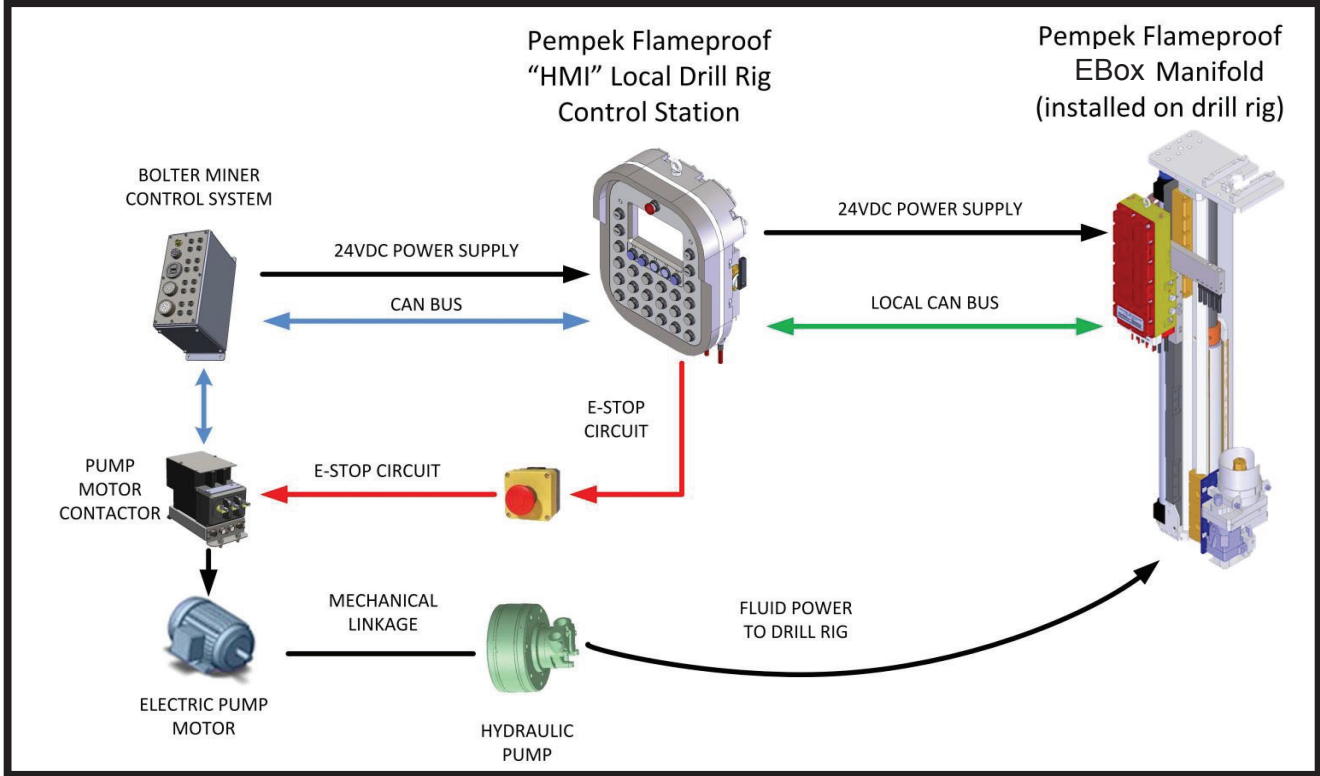 Pempek Flameproof
“HMI” Local Drill Rig
Control Station
Pempek Flameproof
EBox Manifold
(installed on drill rig)
BOLTER MINER
CONTROL SYSTEM
24VDC POWER SUPPLY
24VDC POWER SUPPLY
CAN BUS
LOCAL CAN BUS
E-STOP
CIRCUIT
PUMP
MOTOR
CONTACTOR
E-STOP CIRCUIT
MECHANICAL
LINKAGE
FLUID POWER
TO DRILL RIG
ELECTRIC PUMP
MOTOR
HYDRAULIC
PUMP